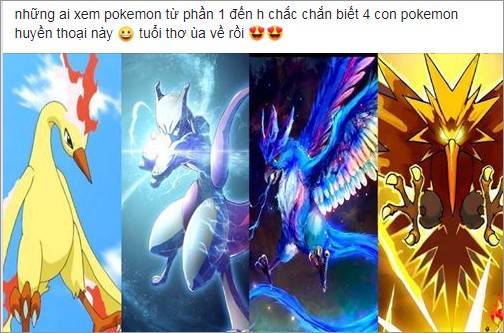 những ai xem pokemon từ phần 1 đến h chắc chắn biết 4 con pokemon
huyền thoại này 😀 tuổi thơ ùa về rồi 😍😍